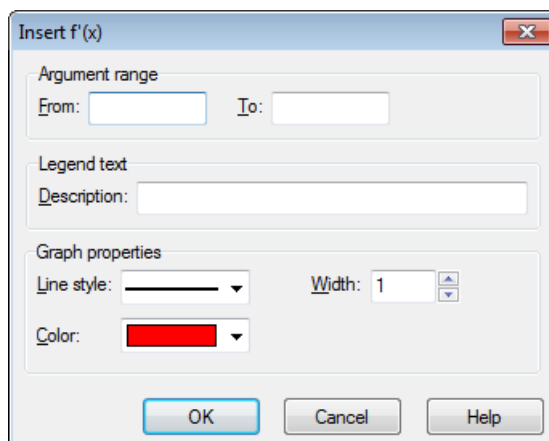 Insert f'(x)
Argument range
From: To:
Legend text
Description:
Graph properties
Line style: Width: 1
Color:
OK Cancel Help